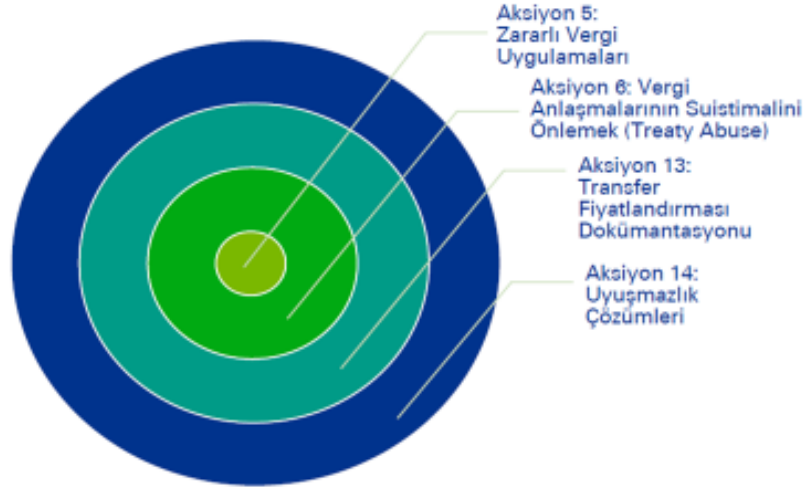 Aksiyon 5:
Zararlı Vergi
Uygulamaları
Aksiyon 6: Vergi
Anlaşmalarının Suistimalini
Önlemek (Treaty Abuse)
Aksiyon 13:
Transfer
Fiyatlandırması
Dokümantasyonu
Aksiyon 14:
Uyuşmazlık
Çözümleri